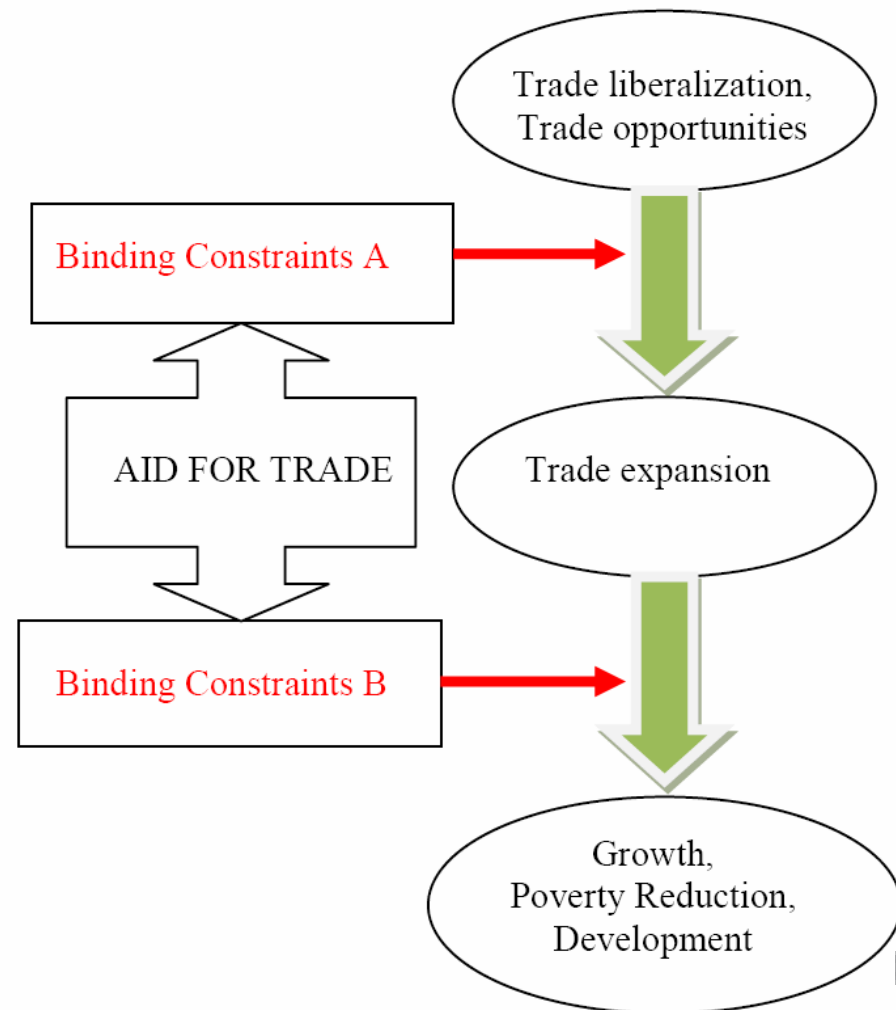 Trade liberalization,
Trade opportunities
Binding Constraints A
AID FOR TRADE
Trade expansion
Binding Constraints B
Growth,
Poverty Reduction,
Development